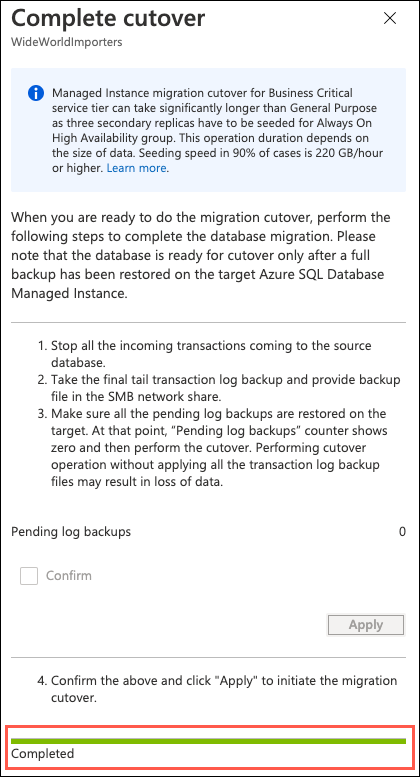 Complete cutover
WideWorldImporters
Managed Instance migration cutover for Business Critical
service tier can take significantly longer than General Purpose
as three secondary replicas have to be seeded for Always On
High Availability group. This operation duration depends on
the size of data. Seeding speed in 90% of cases is 220 GB/hour
or higher. Learn more.
When you are ready to do the migration cutover, perform the
following steps to complete the database migration. Please
note that the database is ready for cutover only after a full
backup has been restored on the target Azure SQL Database
Managed Instance.
1. Stop all the incoming transactions coming to the source
database.
2. Take the final tail transaction log backup and provide backup
file in the SMB network share.
3. Make sure all the pending log backups are restored on the
target. At that point, "Pending log backups" counter shows
zero and then perform the cutover. Performing cutover
operation without applying all the transaction log backup
files may result in loss of data.
Pending log backups 0
Confirm
Apply
4. Confirm the above and click "Apply" to initiate the migration
cutover.
Completed